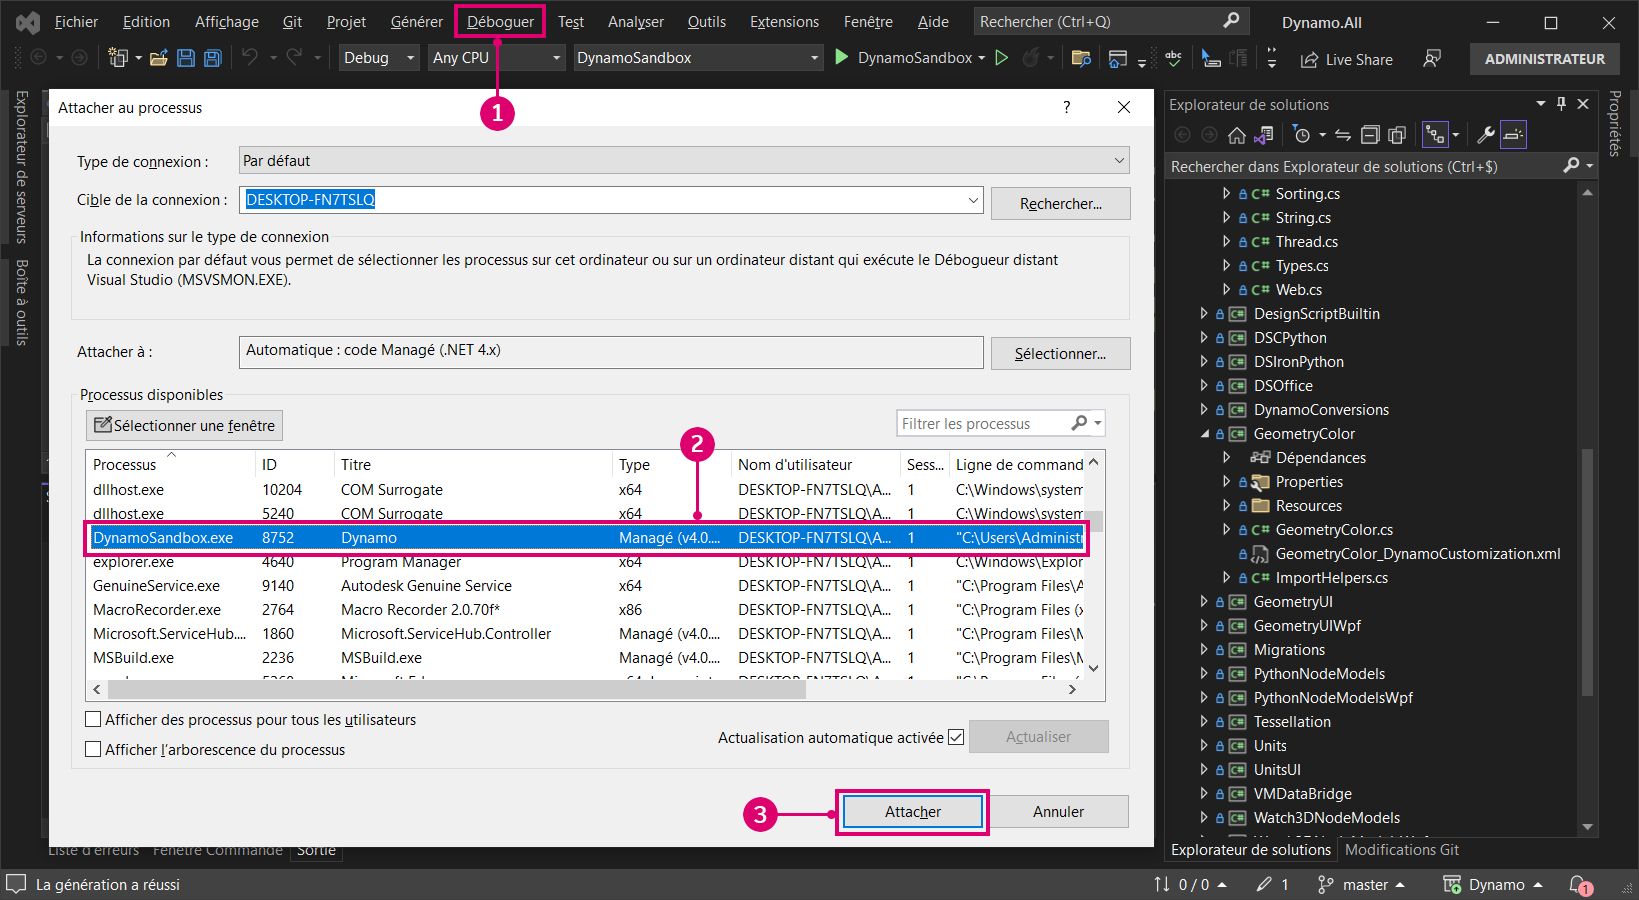 Fichier Edition Affichage Git Projet Générer Déboguer Test Analyser Outils Extensions Fenêtre Aide Rechercher (Ctrl+Q) Dynamo.All
Debug Any CPU DynamoSandbox DynamoSandbox abc Live Share ADMINISTRATEUR
Explorateur de serveurs
Boîte à outils
1
Attacher au processus ?
Type de connexion : Par défaut
Cible de la connexion : DESKTOP-FN7TSLQ Rechercher...
Informations sur le type de connexion
La connexion par défaut vous permet de sélectionner les processus sur cet ordinateur ou sur un ordinateur distant qui exécute le Débogueur distant
Visual Studio (MSVSMON.EXE).
Attacher à : Automatique : code Managé (.NET 4.x) Sélectionner...
Processus disponibles
Sélectionner une fenêtre Filtrer les processus
2
Processus ID Titre Type Nom d'utilisateur Sess... Ligne de command
dllhost.exe 10204 COM Surrogate x64 DESKTOP-FN7TSLQ\A... 1 C:\Windows\system
dllhost.exe 5240 COM Surrogate x64 DESKTOP-FN7TSLQ\A... 1 C:\Windows\system
DynamoSandbox.exe 8752 Dynamo Managé (v4.0.... DESKTOP-FN7TSLQ\A... 1 "C:\Users\Administr
explorer.exe 4640 Program Manager x64 DESKTOP-FN7TSLQ\A... 1 C:\Windows\Explor
GenuineService.exe 9140 Autodesk Genuine Service x64 DESKTOP-FN7TSLQ\A... 1 "C:\Program Files\A
MacroRecorder.exe 2764 Macro Recorder 2.0.70f* x86 DESKTOP-FN7TSLQ\A... 1 "C:\Program Files (x
Microsoft.ServiceHub.... 1860 Microsoft.ServiceHub.Controller Managé (v4.0.... DESKTOP-FN7TSLQ\A... 1 "C:\Program Files\M
MSBuild.exe 2236 MSBuild.exe Managé (v4.0.... DESKTOP-FN7TSLQ\A... 1 "C:\Program Files\M
Afficher des processus pour tous les utilisateurs
Afficher l'arborescence du processus
Actualisation automatique activée Actualiser
3
Attacher Annuler
Explorateur de solutions
Propriétés
Rechercher dans Explorateur de solutions (Ctrl+$)
C# Sorting.cs
C# String.cs
C# Thread.cs
C# Types.cs
C# Web.cs
C# DesignScriptBuiltin
C# DSCPython
C# DSIronPython
C# DSOffice
C# DynamoConversions
C# GeometryColor
Dépendances
Properties
Resources
C# GeometryColor.cs
GeometryColor_DynamoCustomization.xml
C# ImportHelpers.cs
C# GeometryUI
C# GeometryUIWpf
C# Migrations
C# PythonNodeModels
C# PythonNodeModelsWpf
C# Tessellation
C# Units
C# UnitsUI
C# VMDataBridge
C# Watch3DNodeModels
Explorateur de solutions Modifications Git
Liste d'erreurs Fenêtre Commande Sortie
La génération a réussi 0 / 0 1 master Dynamo 1